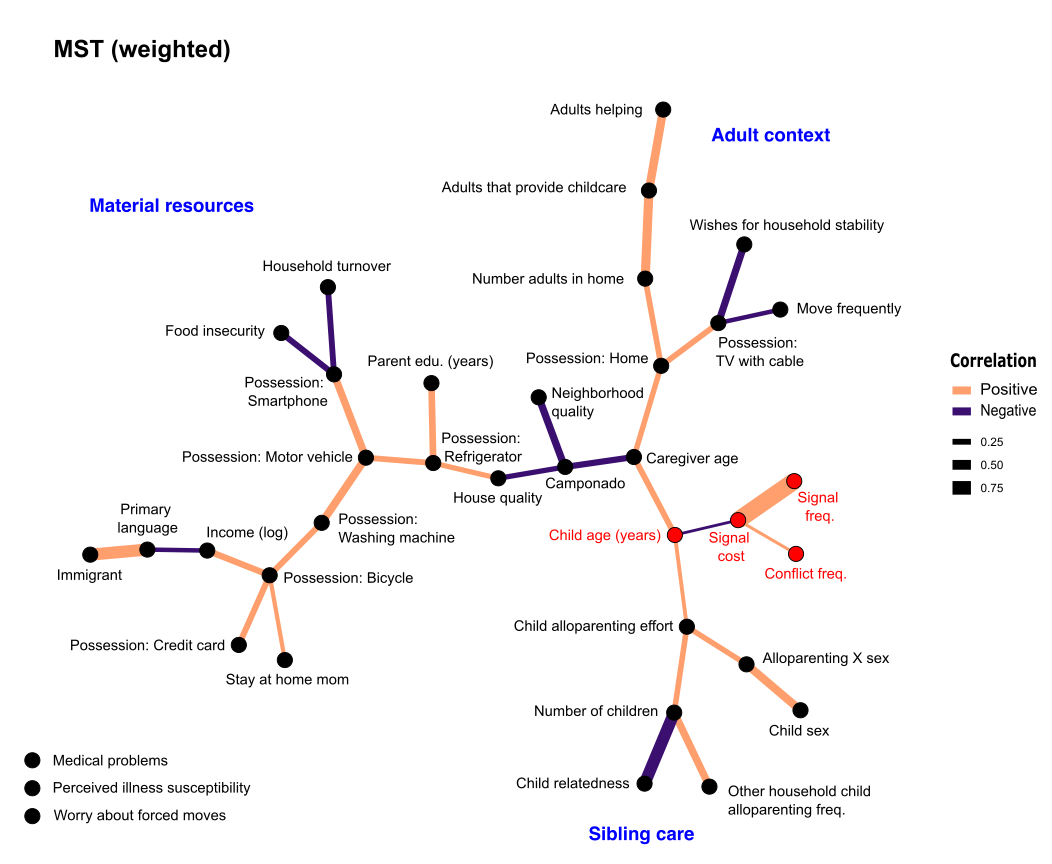 MST (weighted)
Adults helping
Adult context
Adults that provide childcare
Material resources
Wishes for household stability
Household turnover
Number adults in home
Move frequently
Food insecurity
Possession:
TV with cable
Parent edu. (years)
Possession: Home
Correlation
Possession:
Smartphone
Neighborhood
quality
Positive
Negative
0.25
0.50
0.75
Possession:
Refrigerator
Possession: Motor vehicle
Caregiver age
House quality
Camponado
Signal
freq.
Primary
language
Income (log)
Possession:
Washing machine
Child age (years)
Signal
cost
Immigrant
Possession: Bicycle
Conflict freq.
Child alloparenting effort
Possession: Credit card
Alloparenting X sex
Stay at home mom
Number of children
Child sex
Medical problems
Child relatedness
Perceived illness susceptibility
Other household child
alloparenting freq.
Worry about forced moves
Sibling care